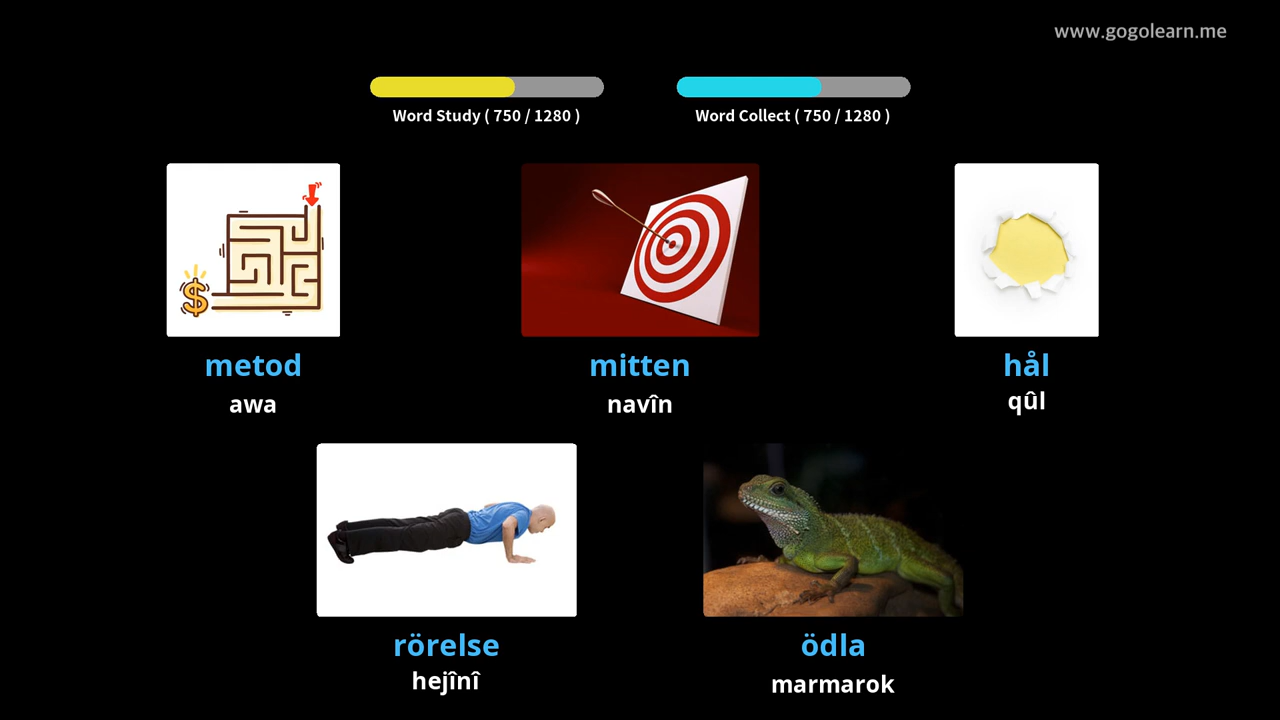 www.gogolearn.me
Word Study ( 750 / 1280 )
Word Collect ( 750 / 1280 )
metod
awa
mitten
navîn
hål
qûl
rörelse
hejînî
ödla
marmarok